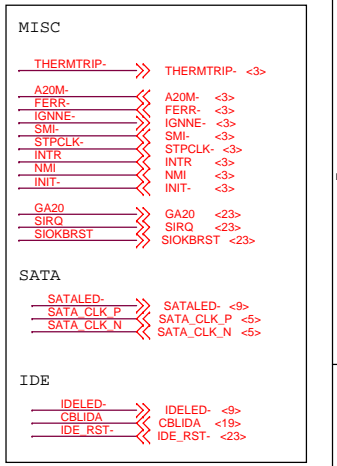 MISC
THERMTRIP- THERMTRIP- <3>
A20M- A20M- <3>
FERR- FERR- <3>
IGNNE- IGNNE- <3>
SMI- SMI- <3>
STPCLK- STPCLK- <3>
INTR INTR <3>
NMI NMI <3>
INIT- INIT- <3>
GA20 GA20 <23>
SIRQ SIRQ <23>
SIOKBRST SIOKBRST <23>
SATA
SATALED- SATALED- <9>
SATA_CLK_P SATA_CLK_P <5>
SATA_CLK_N SATA_CLK_N <5>
IDE
IDELED- IDELED- <9>
CBLIDA CBLIDA <19>
IDE_RST- IDE_RST- <23>